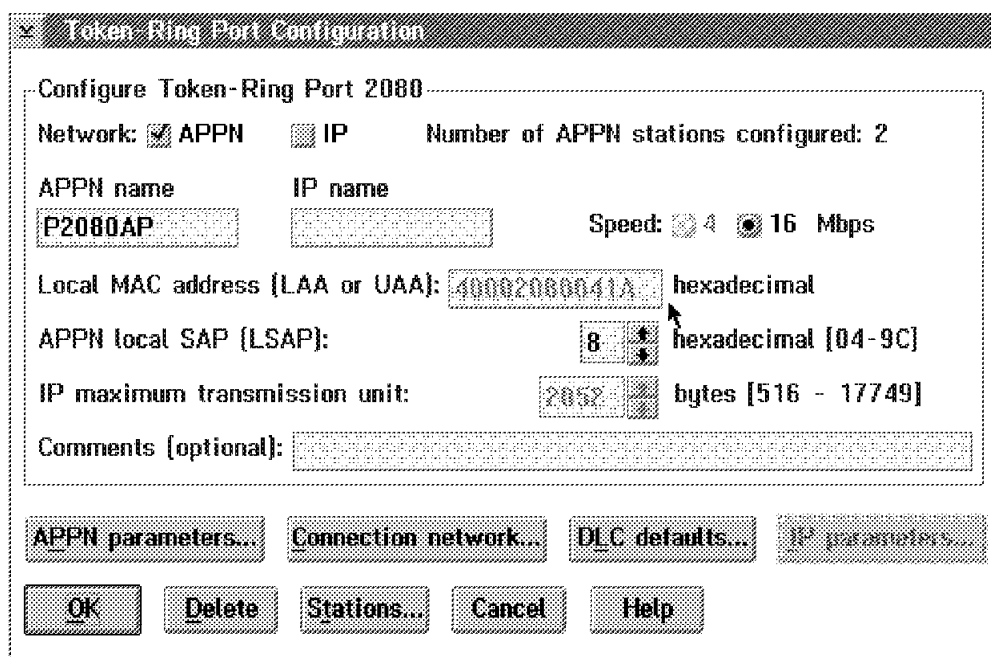 Token-Ring Port Configuration
Configure Token-Ring Port 2080
Network: APPN IP Number of APPN stations configured: 2
APPN name IP name
P2080AP Speed: 4 16 Mbps
Local MAC address (LAA or UAA): 40002080041A hexadecimal
APPN local SAP (LSAP): 8 hexadecimal [04-9C]
IP maximum transmission unit: 2052 bytes [516 - 17749]
Comments (optional):
APPN parameters... Connection network... DLC defaults... IP parameters...
OK Delete Stations... Cancel Help